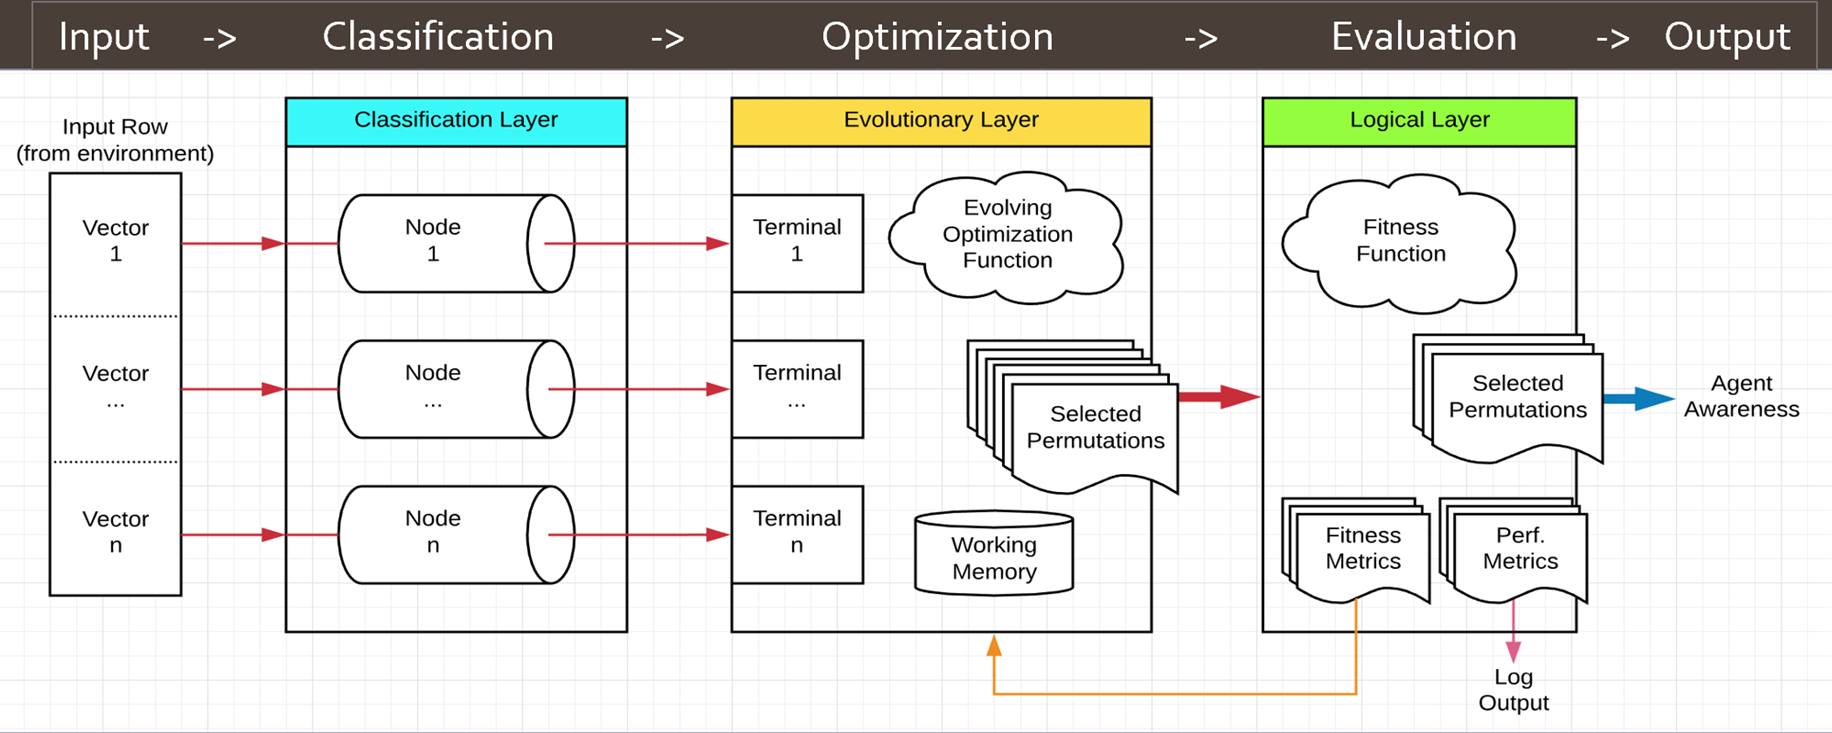 Input -> Classification -> Optimization -> Evaluation -> Output
Input Row
(from environment)
Vector
1
Vector
...
Vector
n
Classification Layer
Node
1
Node
...
Node
n
Evolutionary Layer
Terminal
1
Terminal
...
Terminal
n
Evolving
Optimization
Function
Selected
Permutations
Working
Memory
Logical Layer
Fitness
Function
Selected
Permutations
Fitness
Metrics
Perf.
Metrics
Agent
Awareness
Log
Output